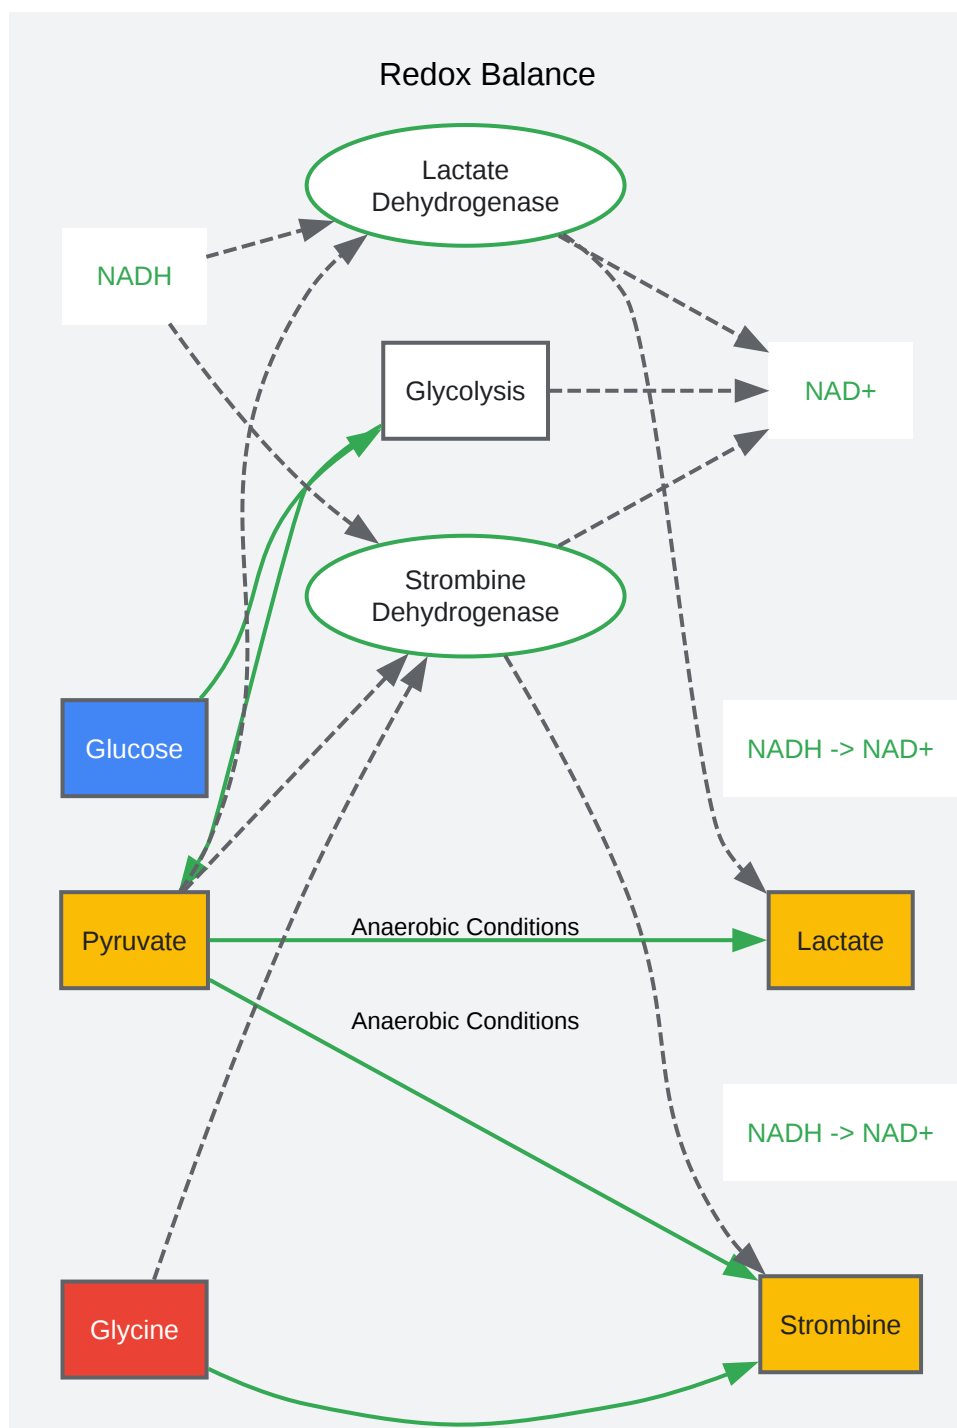 Redox Balance
Lactate
Dehydrogenase
NADH
Glycolysis
NAD+
Strombine
Dehydrogenase
Glucose
NADH -> NAD+
Pyruvate
Anaerobic Conditions
Lactate
Anaerobic Conditions
NADH -> NAD+
Glycine
Strombine